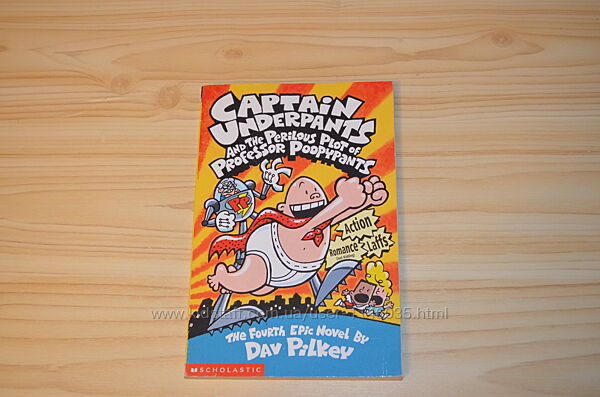 CAPTAIN
UNDERPANTS
AND THE PERILOUS PLOT OF
PROFESSOR POOPYPANTS
P.P.
Action
Romance
Laffs
THE FOURTH EPIC NOVEL BY
DAV PILKEY
SCHOLASTIC